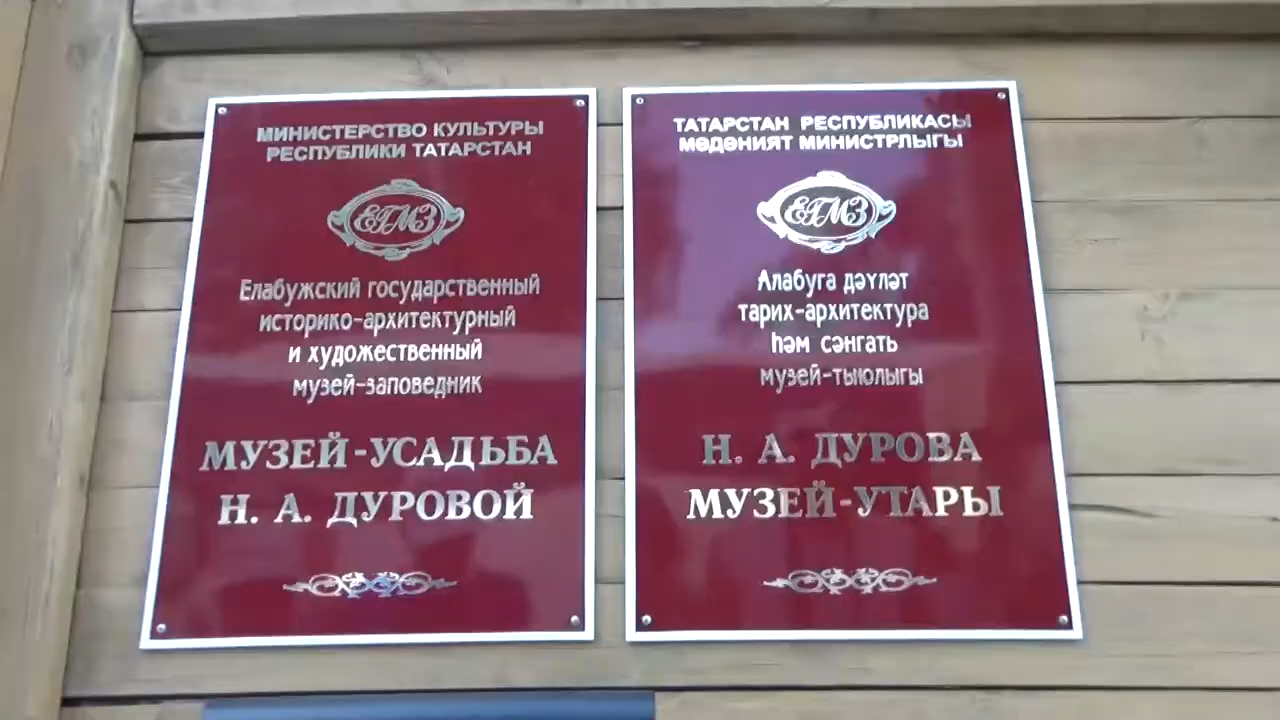 МИНИСТЕРСТВО КУЛЬТУРЫ
РЕСПУБЛИКИ ТАТАРСТАН
ЕГМЗ
Елабужский государственный
историко-архитектурный
и художественный
музей-заповедник
МУЗЕЙ-УСАДЬБА
Н. А. ДУРОВОЙ
ТАТАРСТАН РЕСПУБЛИКАСЫ
МӘДӘНИЯТ МИНИСТРЛЫГЫ
ЕГМЗ
Алабуга дәүләт
тарих-архитектура
һәм сәнгать
музей-тыюлыгы
Н. А. ДУРОВА
МУЗЕЙ-УТАРЫ